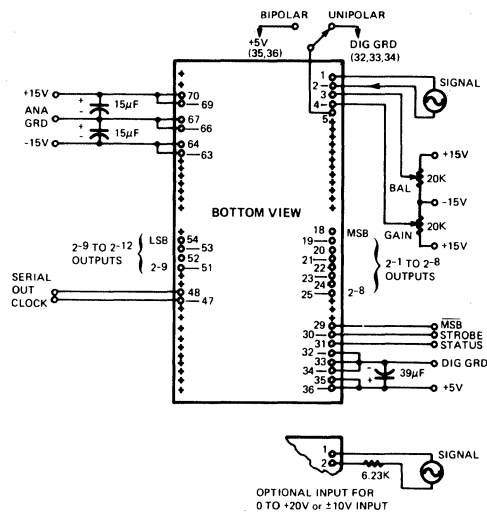 BIPOLAR UNIPOLAR
+5V
(35,36)
DIG GRD
(32,33,34)
+15V
ANA
GRD
-15V
+ 15µF -
+ 15µF -
70
69
67
66
64
63
1
2
3
4
5
SIGNAL
+15V
20K
BAL
-15V
20K
GAIN
+15V
BOTTOM VIEW
2-9 TO 2-12
OUTPUTS
LSB
2-9
54
53
52
51
SERIAL
OUT
CLOCK
48
47
18
19
20
21
22
23
24
25
MSB
2-8
2-1 TO 2-8
OUTPUTS
29
30
31
32
33
34
35
36
MSB
STROBE
STATUS
DIG GRD
- 39µF +
+5V
1
2
6.23K
SIGNAL
OPTIONAL INPUT FOR
0 TO +20V or ±10V INPUT